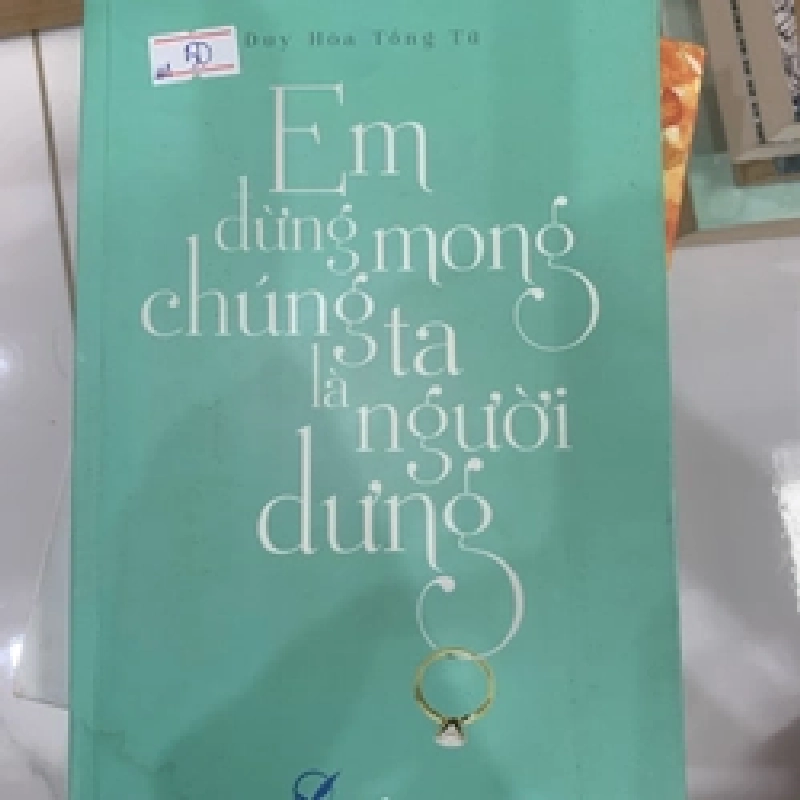 Duy Hòa Tống Tử
Em
đừng mong
chúng ta
là người
dưng